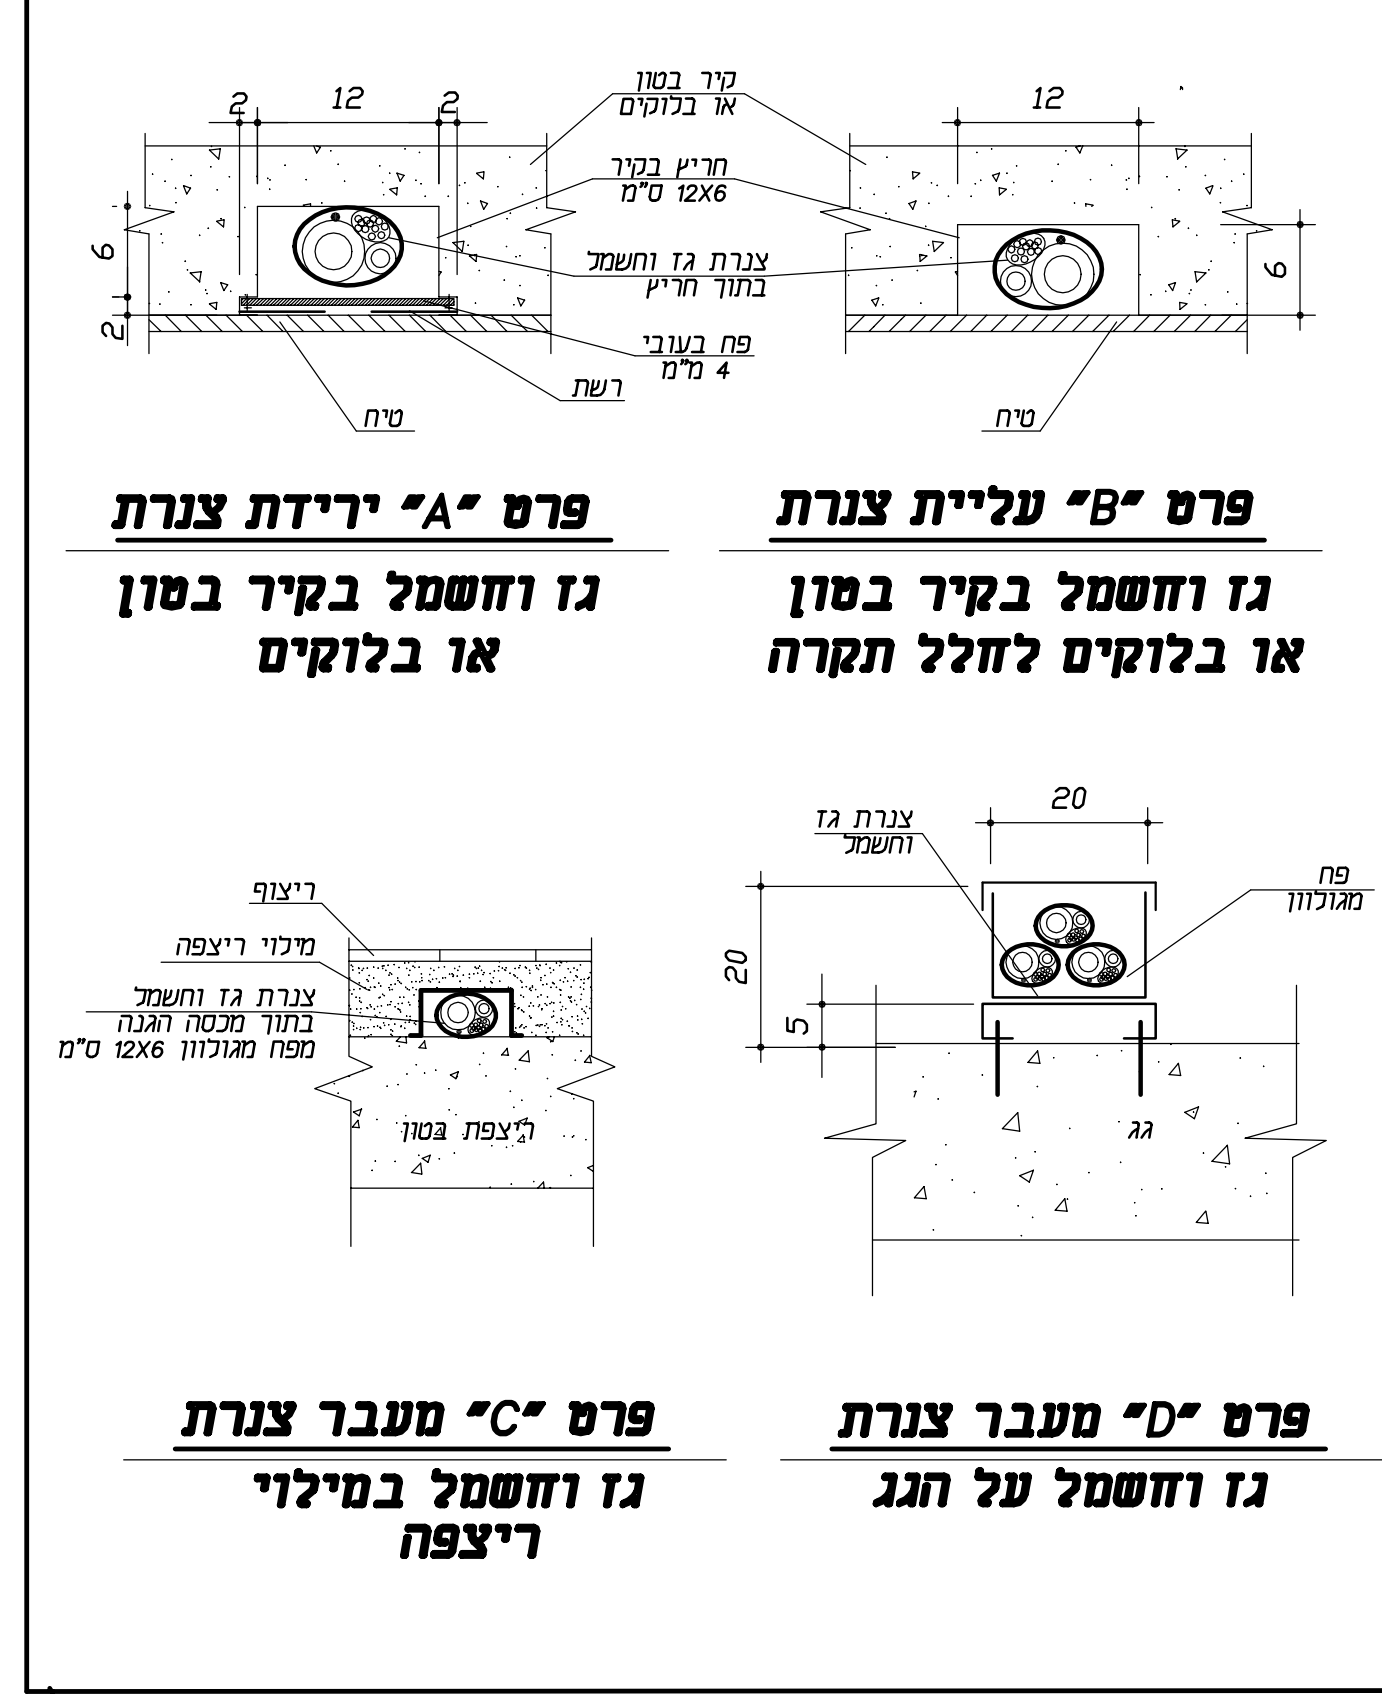 2
12
2
12
קיר בטון
או בלוקים
חריץ בקיר
12X6 ס"מ
צנרת גז וחשמל
בתוך חריץ
6
2
6
פח בעובי
4 מ"מ
רשת
טיח
טיח
פרט "A" ירידת צנרת
גז וחשמל בקיר בטון
או בלוקים
פרט "B" עליית צנרת
גז וחשמל בקיר בטון
או בלוקים לחלל תקרה
ריצוף
מילוי ריצפה
צנרת גז וחשמל
בתוך מכסה הגנה
מפח מגולוון 12X6 ס"מ
ריצפת בטון
20
צנרת גז
וחשמל
פח
מגולוון
20
5
גג
פרט "C" מעבר צנרת
גז וחשמל במילוי
ריצפה
פרט "D" מעבר צנרת
גז וחשמל על הגג